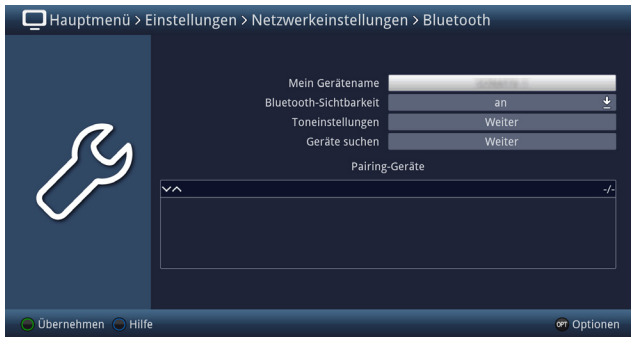 Hauptmenü > Einstellungen > Netzwerkeinstellungen > Bluetooth
Mein Gerätename
Bluetooth-Sichtbarkeit an
Toneinstellungen Weiter
Geräte suchen Weiter
Pairing-Geräte
-/-
Übernehmen Hilfe OPT Optionen